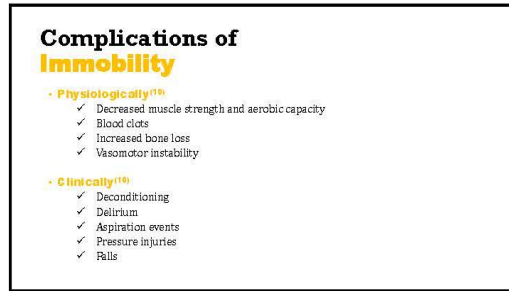 Complications of
Immobility
• Physiologically(10)
✓ Decreased muscle strength and aerobic capacity
✓ Blood clots
✓ Increased bone loss
✓ Vasomotor instability
• Clinically(10)
✓ Deconditioning
✓ Delirium
✓ Aspiration events
✓ Pressure injuries
✓ Falls